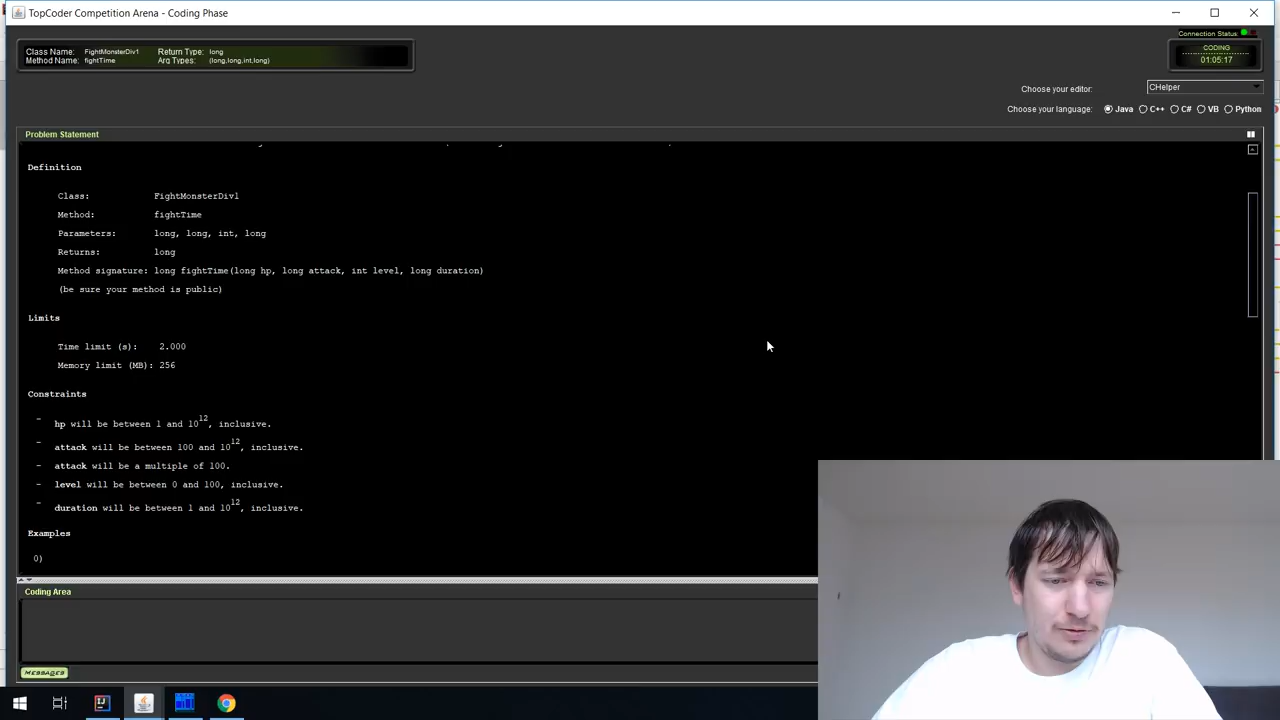 TopCoder Competition Arena - Coding Phase
Connection Status:
Class Name: FightMonsterDiv1 Return Type: long
Method Name: fightTime Arg Types: (long,long,int,long)
CODING
01:05:17
Choose your editor: CHelper
Choose your language: Java C++ C# VB Python
Problem Statement
Definition
Class: FightMonsterDiv1
Method: fightTime
Parameters: long, long, int, long
Returns: long
Method signature: long fightTime(long hp, long attack, int level, long duration)
(be sure your method is public)
Limits
Time limit (s): 2.000
Memory limit (MB): 256
Constraints
- hp will be between 1 and 10^12, inclusive.
- attack will be between 100 and 10^12, inclusive.
- attack will be a multiple of 100.
- level will be between 0 and 100, inclusive.
- duration will be between 1 and 10^12, inclusive.
Examples
0)
Coding Area
MESSAGES